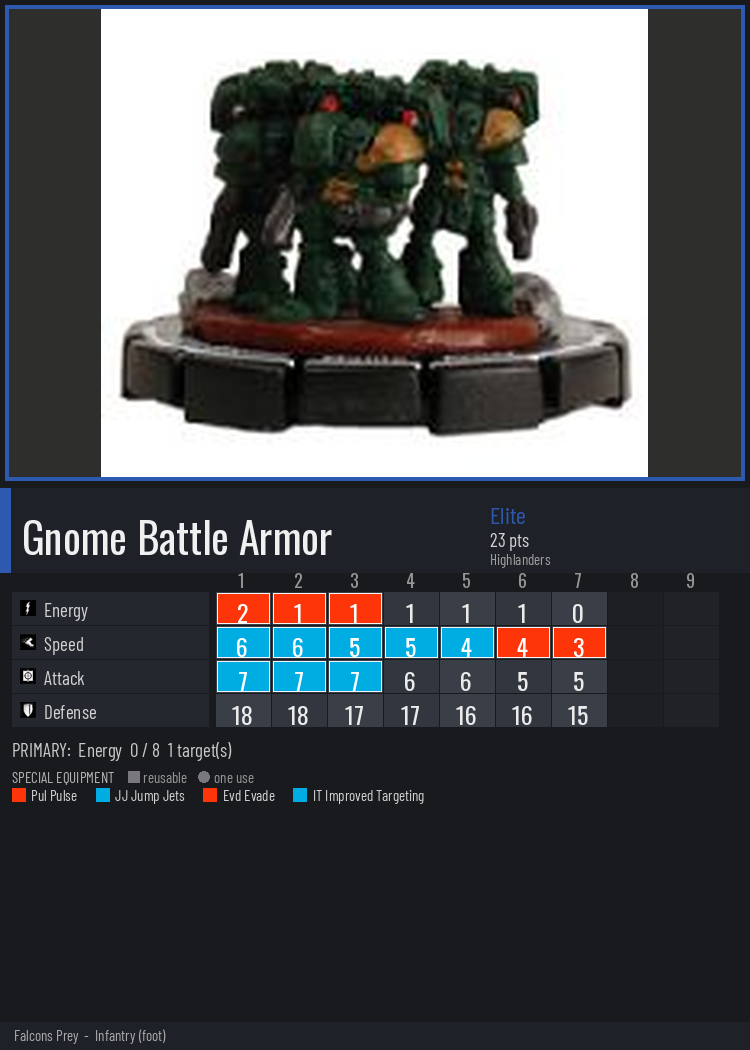 Gnome Battle Armor
Elite
23 pts
Highlanders
1 2 3 4 5 6 7 8 9
Energy 2 1 1 1 1 1 0
Speed 6 6 5 5 4 4 3
Attack 7 7 7 6 6 5 5
Defense 18 18 17 17 16 16 15
PRIMARY: Energy 0 / 8 1 target(s)
SPECIAL EQUIPMENT reusable one use
Pul Pulse JJ Jump Jets Evd Evade IT Improved Targeting
Falcons Prey - Infantry (foot)